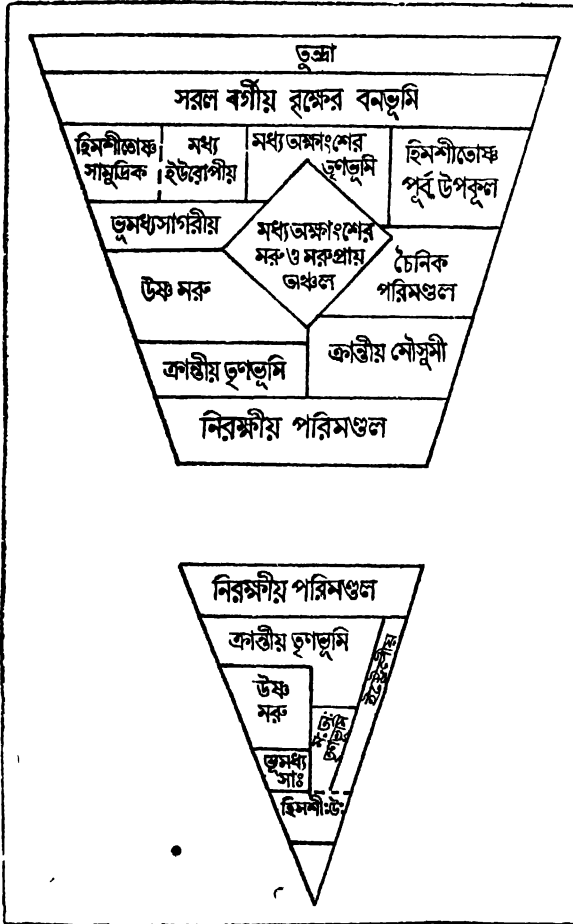 তুন্দ্রা
সরল বর্গীয় বৃক্ষের বনভূমি
হিমশীতোষ্ণ
সামুদ্রিক
মধ্য
ইউরোপীয়
মধ্য অক্ষাংশের
তৃণভূমি
হিমশীতোষ্ণ
পূর্ব উপকূল
ভূমধ্যসাগরীয়
মধ্য অক্ষাংশের
মরু ও মরুপ্রায়
অঞ্চল
চৈনিক
পরিমণ্ডল
উষ্ণ মরু
ক্রান্তীয় তৃণভূমি
ক্রান্তীয় মৌসুমী
নিরক্ষীয় পরিমণ্ডল
নিরক্ষীয় পরিমণ্ডল
ক্রান্তীয় তৃণভূমি
উষ্ণ
মরু
ম:অ:
তৃণভূমি
ভূমধ্য
সাঃ
হিমশী:উ: